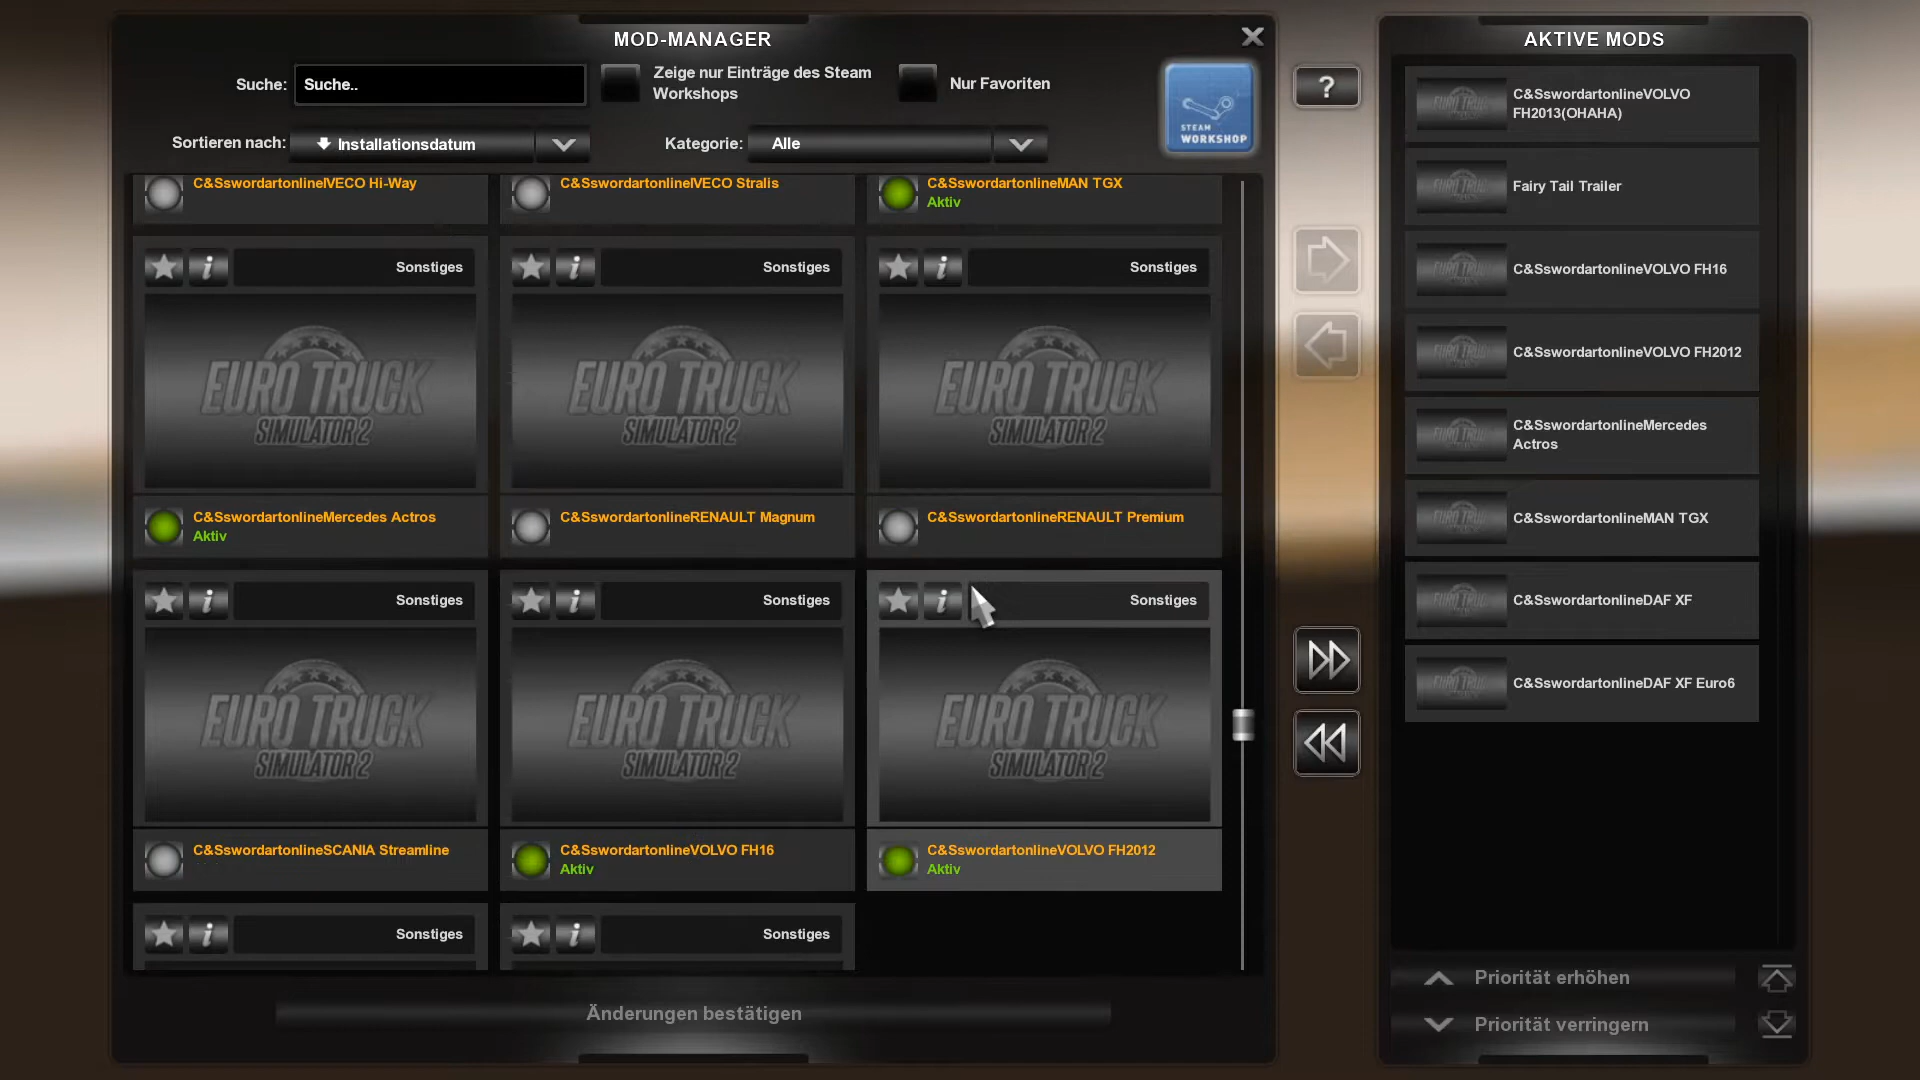 MOD-MANAGER
Suche:
Suche..
Zeige nur Einträge des Steam
Workshops
Nur Favoriten
STEAM
WORKSHOP
?
Sortieren nach:
Installationsdatum
Kategorie:
Alle
C&SswordartonlineIVECO Hi-Way
C&SswordartonlineIVECO Stralis
C&SswordartonlineMAN TGX
Aktiv
i
Sonstiges
i
Sonstiges
i
Sonstiges
EURO TRUCK
SIMULATOR 2
EURO TRUCK
SIMULATOR 2
EURO TRUCK
SIMULATOR 2
C&SswordartonlineMercedes Actros
Aktiv
C&SswordartonlineRENAULT Magnum
C&SswordartonlineRENAULT Premium
i
Sonstiges
i
Sonstiges
i
Sonstiges
EURO TRUCK
SIMULATOR 2
EURO TRUCK
SIMULATOR 2
EURO TRUCK
SIMULATOR 2
C&SswordartonlineSCANIA Streamline
C&SswordartonlineVOLVO FH16
Aktiv
C&SswordartonlineVOLVO FH2012
Aktiv
i
Sonstiges
i
Sonstiges
Änderungen bestätigen
AKTIVE MODS
C&SswordartonlineVOLVO
FH2013(OHAHA)
Fairy Tail Trailer
C&SswordartonlineVOLVO FH16
C&SswordartonlineVOLVO FH2012
C&SswordartonlineMercedes
Actros
C&SswordartonlineMAN TGX
C&SswordartonlineDAF XF
C&SswordartonlineDAF XF Euro6
Priorität erhöhen
Priorität verringern